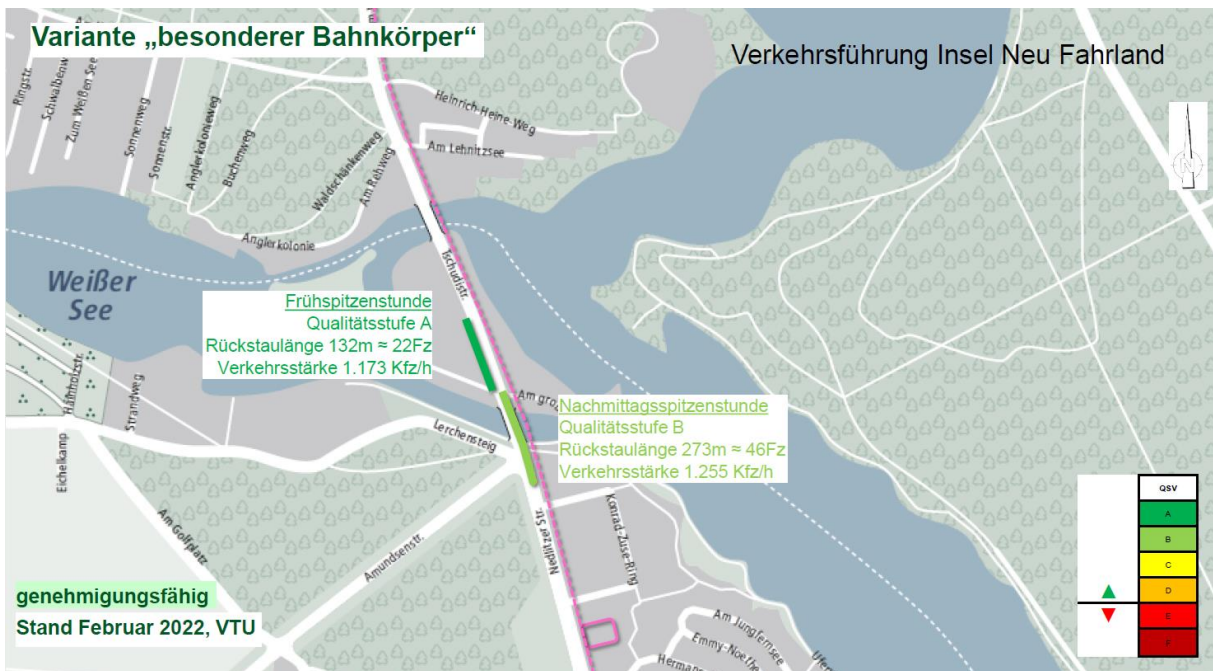 Variante „besonderer Bahnkörper“
Verkehrsführung Insel Neu Fahrland
Ringstr.
Schwalbenweg
Zum Weißen See
Sonnenweg
Sonnenstr.
Anglerkolonieweg
Buchenweg
Waldschänkenweg
Am Rehweg
Heinrich-Heine-Weg
Am Lehnitzsee
Anglerkolonie
Tschudistr.
Weißer
See
Frühspitzenstunde
Qualitätsstufe A
Rückstaulänge 132m ≈ 22Fz
Verkehrsstärke 1.173 Kfz/h
Am
Nachmittagsspitzenstunde
Qualitätsstufe B
Rückstaulänge 273m ≈ 46Fz
Verkehrsstärke 1.255 Kfz/h
Hainholzstr.
Strandweg
Eichelkamp
Lerchensteig
Am Golfplatz
Amundsenstr.
Nedlitzer Str.
Konrad-Zuse-Ring
Am Jungfernsee
genehmigungsfähig
Stand Februar 2022, VTU
QSV
A
B
C
D
E
F